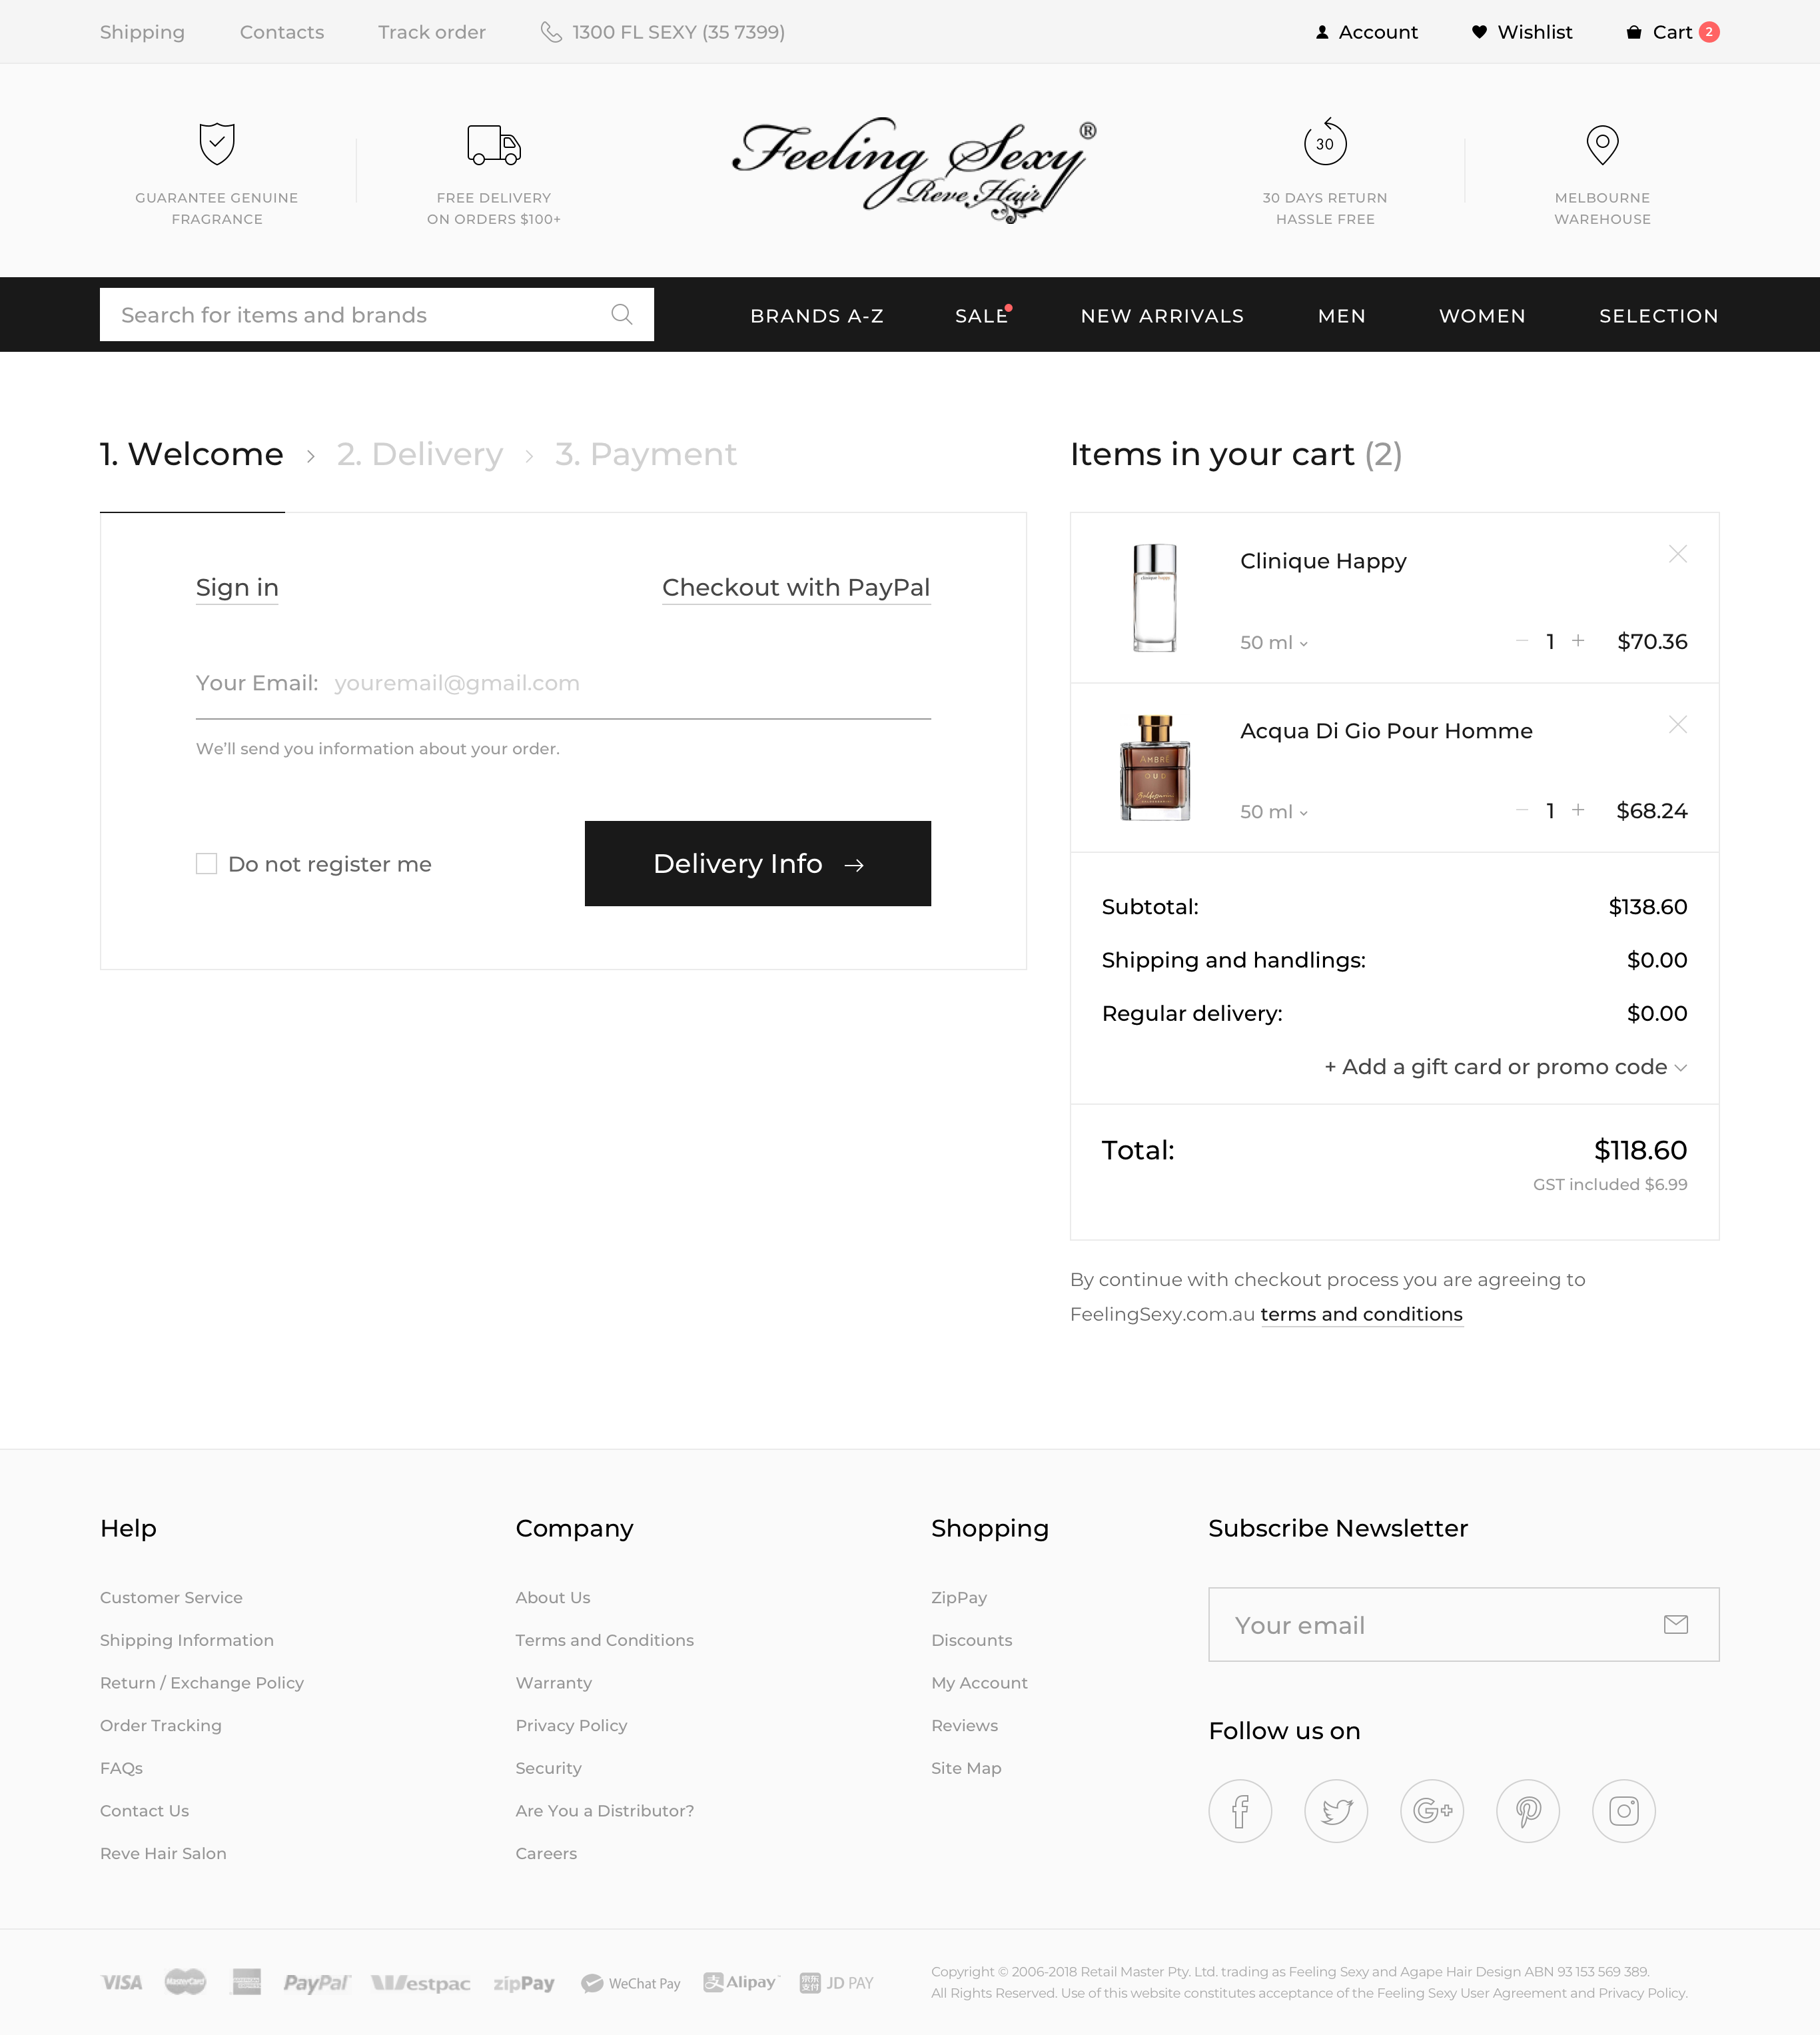 Shipping
Contacts
Track order
1300 FL SEXY (35 7399)
Account
Wishlist
Cart 2
GUARANTEE GENUINE
FRAGRANCE
FREE DELIVERY
ON ORDERS $100+
Feeling Sexy®
Reve Hair
30
30 DAYS RETURN
HASSLE FREE
MELBOURNE
WAREHOUSE
Search for items and brands
BRANDS A-Z
SALE
NEW ARRIVALS
MEN
WOMEN
SELECTION
1. Welcome
2. Delivery
3. Payment
Sign in
Checkout with PayPal
Your Email: youremail@gmail.com
We'll send you information about your order.
Do not register me
Delivery Info →
Items in your cart (2)
clinique happy
Clinique Happy
50 ml
− 1 +
$70.36
AMBRÉ
OUD
Acqua Di Gio Pour Homme
50 ml
− 1 +
$68.24
Subtotal: $138.60
Shipping and handlings: $0.00
Regular delivery: $0.00
+ Add a gift card or promo code
Total: $118.60
GST included $6.99
By continue with checkout process you are agreeing to
FeelingSexy.com.au terms and conditions
Help
Customer Service
Shipping Information
Return / Exchange Policy
Order Tracking
FAQs
Contact Us
Reve Hair Salon
Company
About Us
Terms and Conditions
Warranty
Privacy Policy
Security
Are You a Distributor?
Careers
Shopping
ZipPay
Discounts
My Account
Reviews
Site Map
Subscribe Newsletter
Your email
Follow us on
VISA
MasterCard
AMERICAN EXPRESS
PayPal
Westpac
zipPay
WeChat Pay
支 Alipay
京东支付 JD PAY
Copyright © 2006-2018 Retail Master Pty. Ltd. trading as Feeling Sexy and Agape Hair Design ABN 93 153 569 389.
All Rights Reserved. Use of this website constitutes acceptance of the Feeling Sexy User Agreement and Privacy Policy.